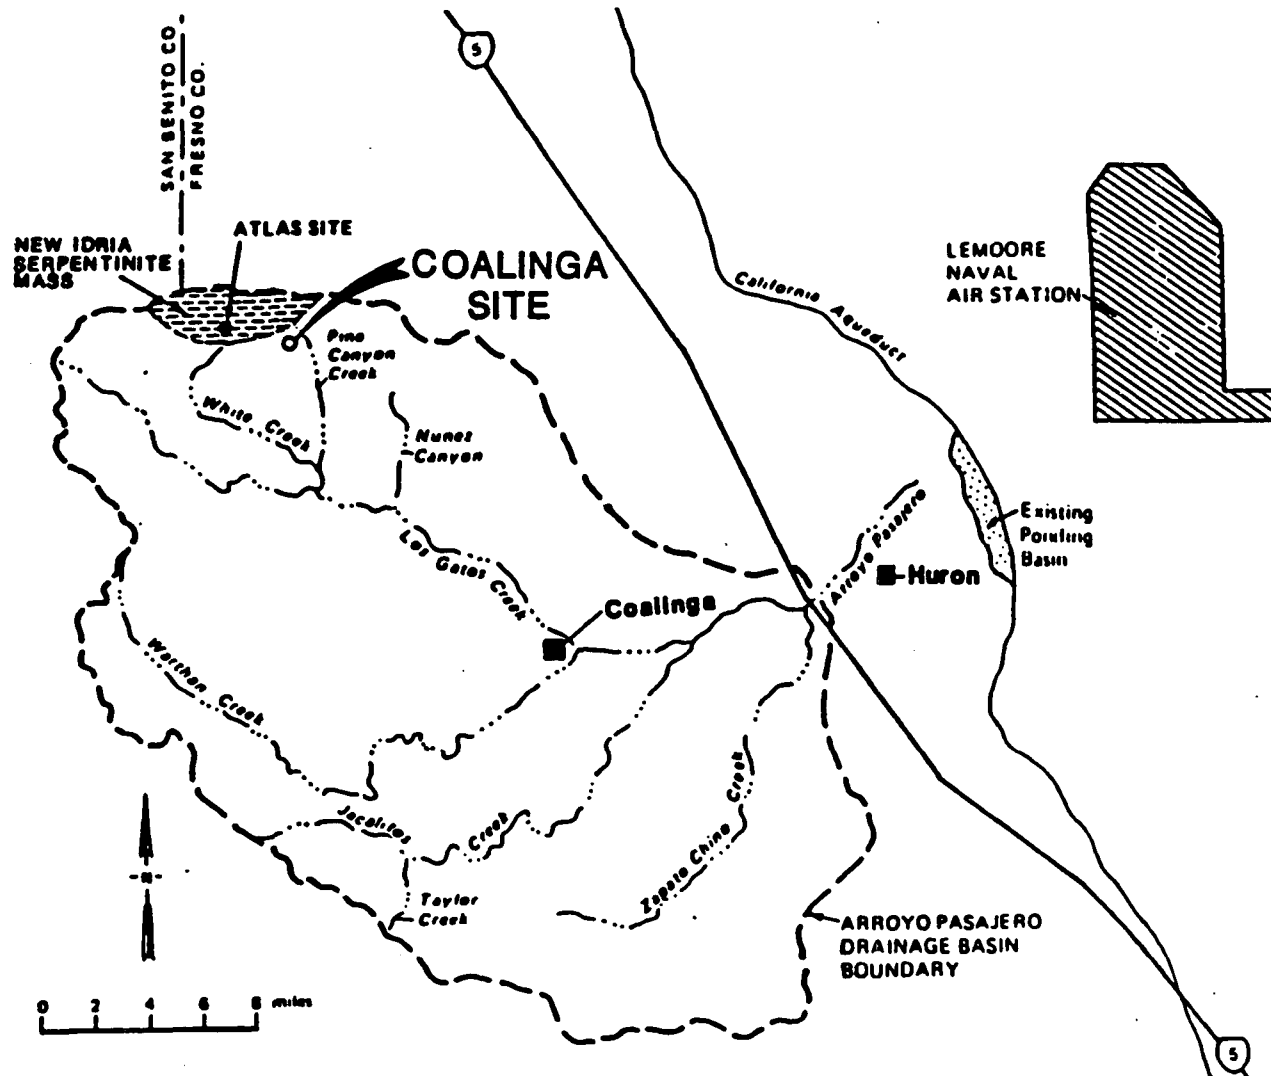 5
SAN BENITO CO.
FRESNO CO.
ATLAS SITE
NEW IDRIA
SERPENTINITE
MASS
COALINGA
SITE
LEMOORE
NAVAL
AIR STATION
California Aqueduct
Pine
Canyon
Creek
White Creek
Nunez
Canyon
Los Gatos Creek
Arroyo Pasajero
Existing
Ponding
Basin
Huron
Coalinga
Warthan Creek
Jacalitos Creek
Zapato Chino Creek
Taylor
Creek
ARROYO PASAJERO
DRAINAGE BASIN
BOUNDARY
N
0 2 4 6 8 miles
5